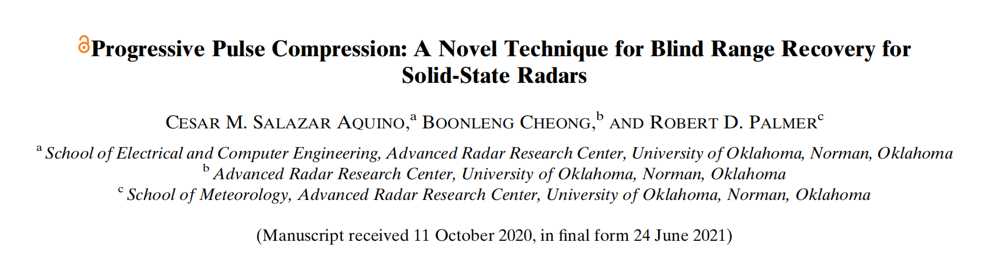 Progressive Pulse Compression: A Novel Technique for Blind Range Recovery for
Solid-State Radars
CESAR M. SALAZAR AQUINO,a BOONLENG CHEONG,b AND ROBERT D. PALMERc
a School of Electrical and Computer Engineering, Advanced Radar Research Center, University of Oklahoma, Norman, Oklahoma
b Advanced Radar Research Center, University of Oklahoma, Norman, Oklahoma
c School of Meteorology, Advanced Radar Research Center, University of Oklahoma, Norman, Oklahoma
(Manuscript received 11 October 2020, in final form 24 June 2021)